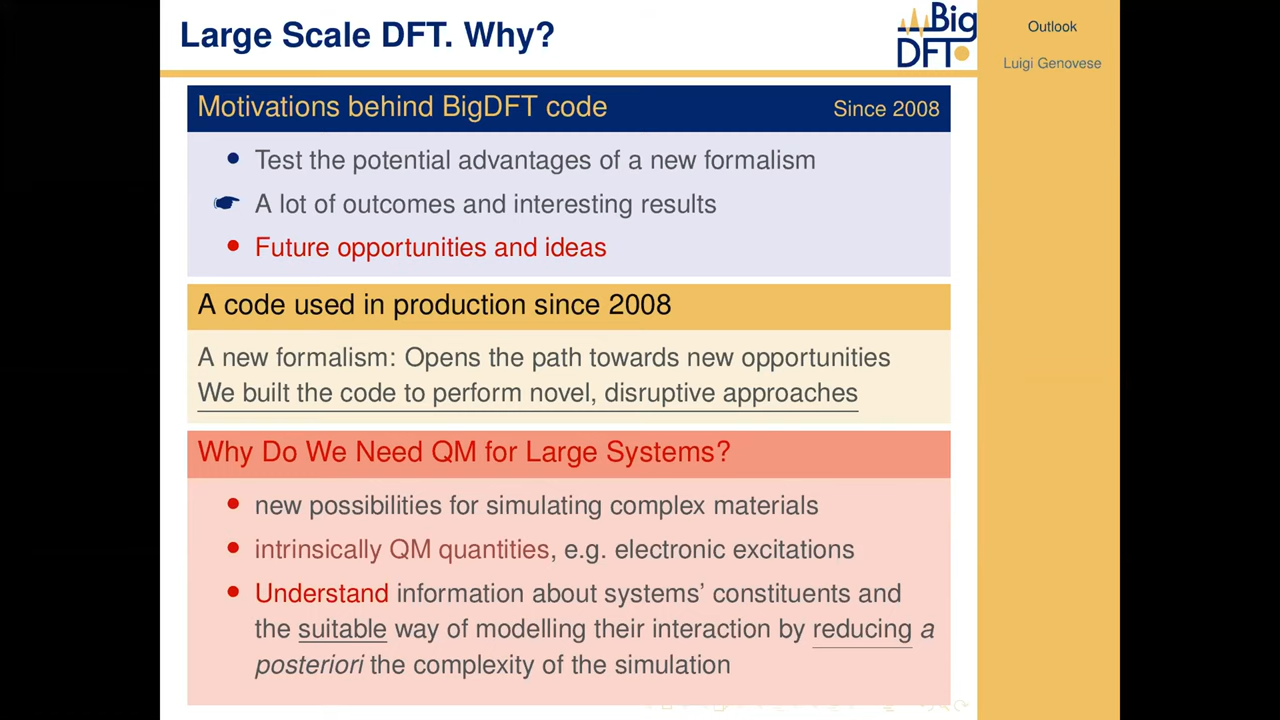 Large Scale DFT. Why?
Big
DFT
Outlook
Luigi Genovese
Motivations behind BigDFT code
Since 2008
Test the potential advantages of a new formalism
A lot of outcomes and interesting results
Future opportunities and ideas
A code used in production since 2008
A new formalism: Opens the path towards new opportunities
We built the code to perform novel, disruptive approaches
Why Do We Need QM for Large Systems?
new possibilities for simulating complex materials
intrinsically QM quantities, e.g. electronic excitations
Understand information about systems’ constituents and
the suitable way of modelling their interaction by reducing a
posteriori the complexity of the simulation